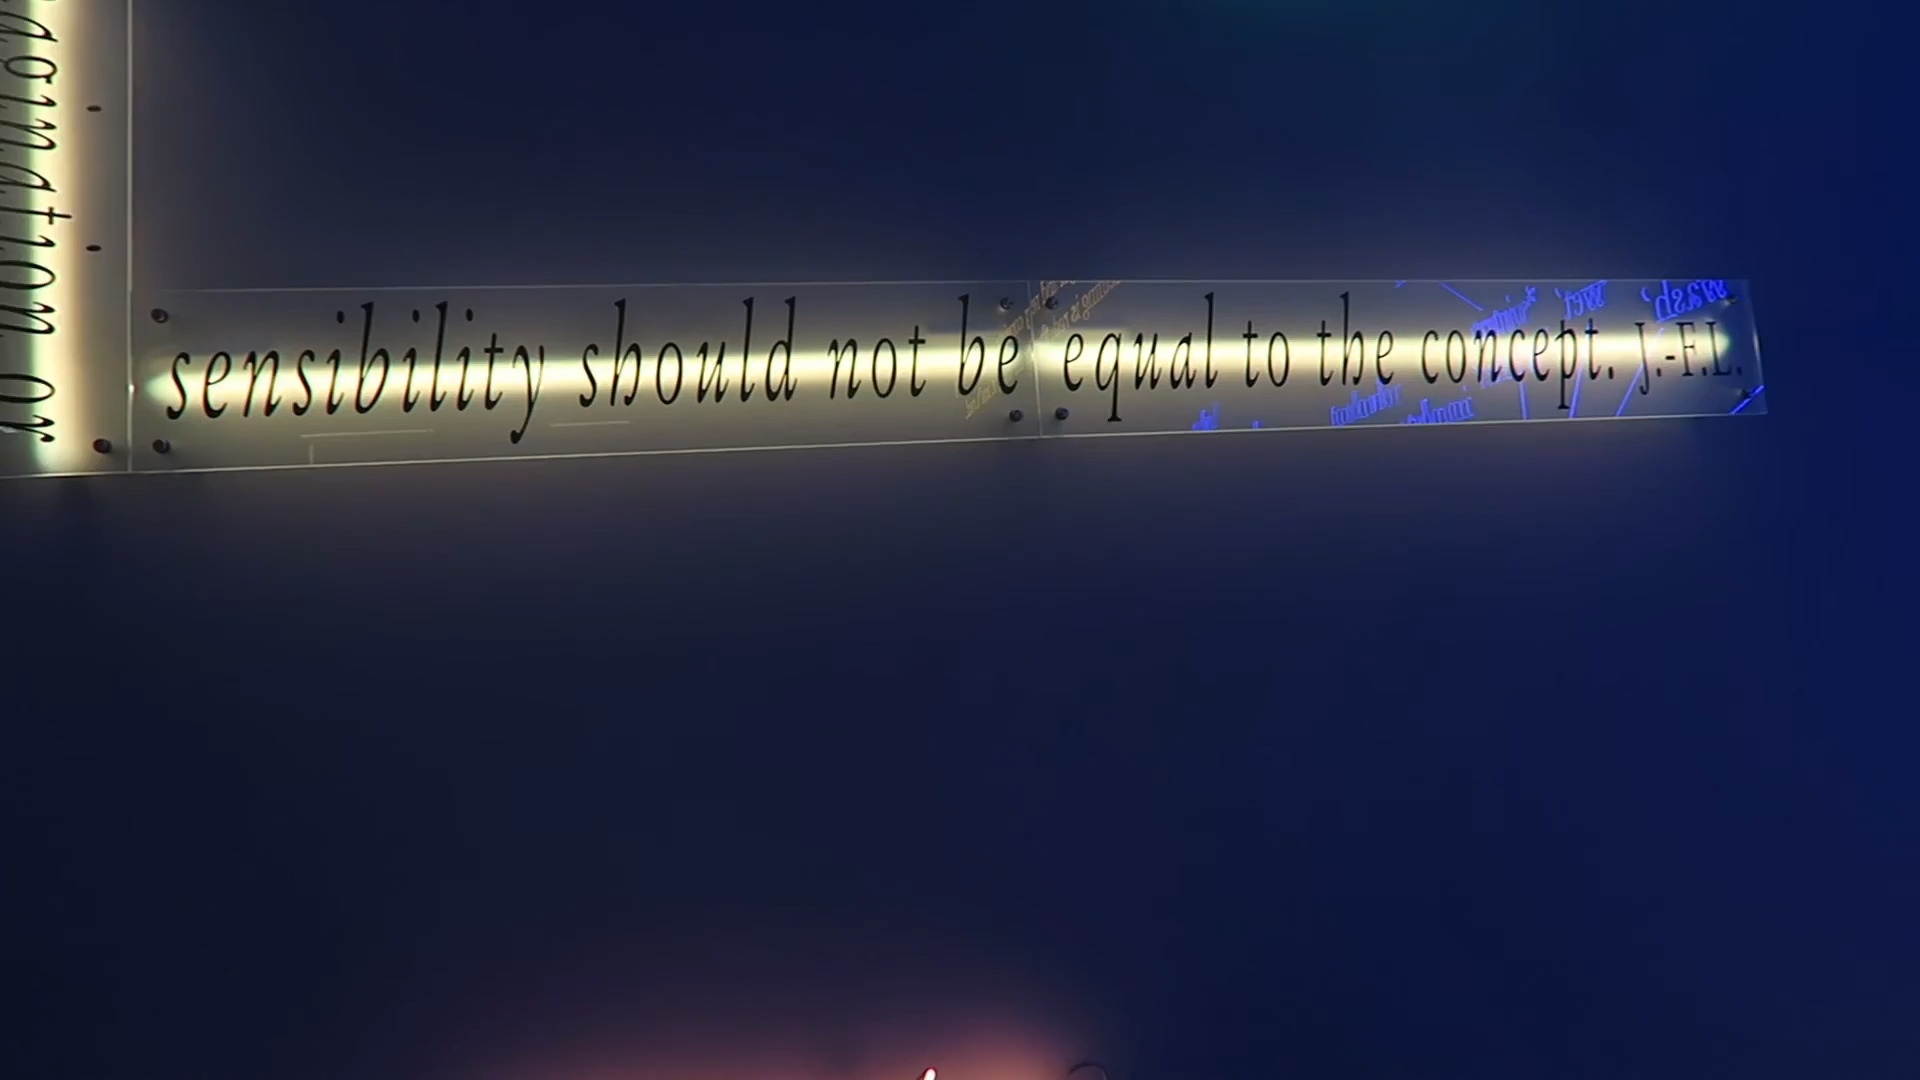 agination or
sensibility should not be equal to the concept. J.-F.L.